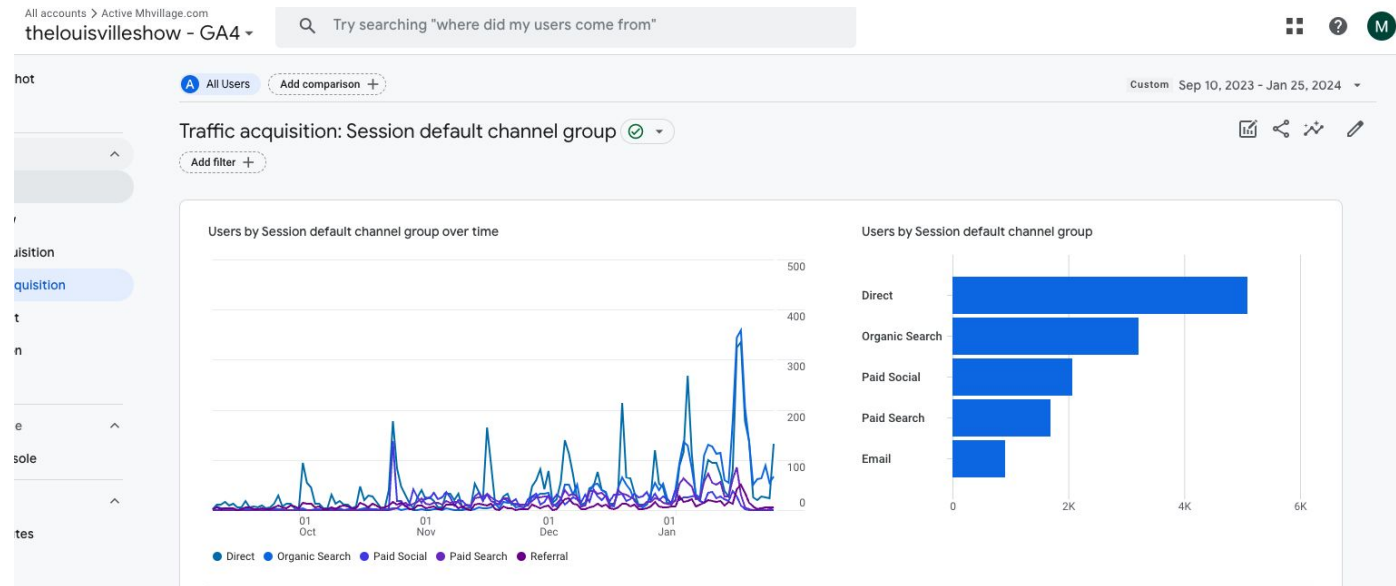 All accounts > Active Mhvillage.com
thelouisvilleshow - GA4
Try searching "where did my users come from"
M
hot
A All Users
Add comparison +
Custom Sep 10, 2023 - Jan 25, 2024
Traffic acquisition: Session default channel group
Add filter +
uisition
quisition
t
n
e
sole
tes
Users by Session default channel group over time
500
400
300
200
100
0
01 Oct
01 Nov
01 Dec
01 Jan
Direct
Organic Search
Paid Social
Paid Search
Referral
Users by Session default channel group
Direct
Organic Search
Paid Social
Paid Search
Email
0
2K
4K
6K